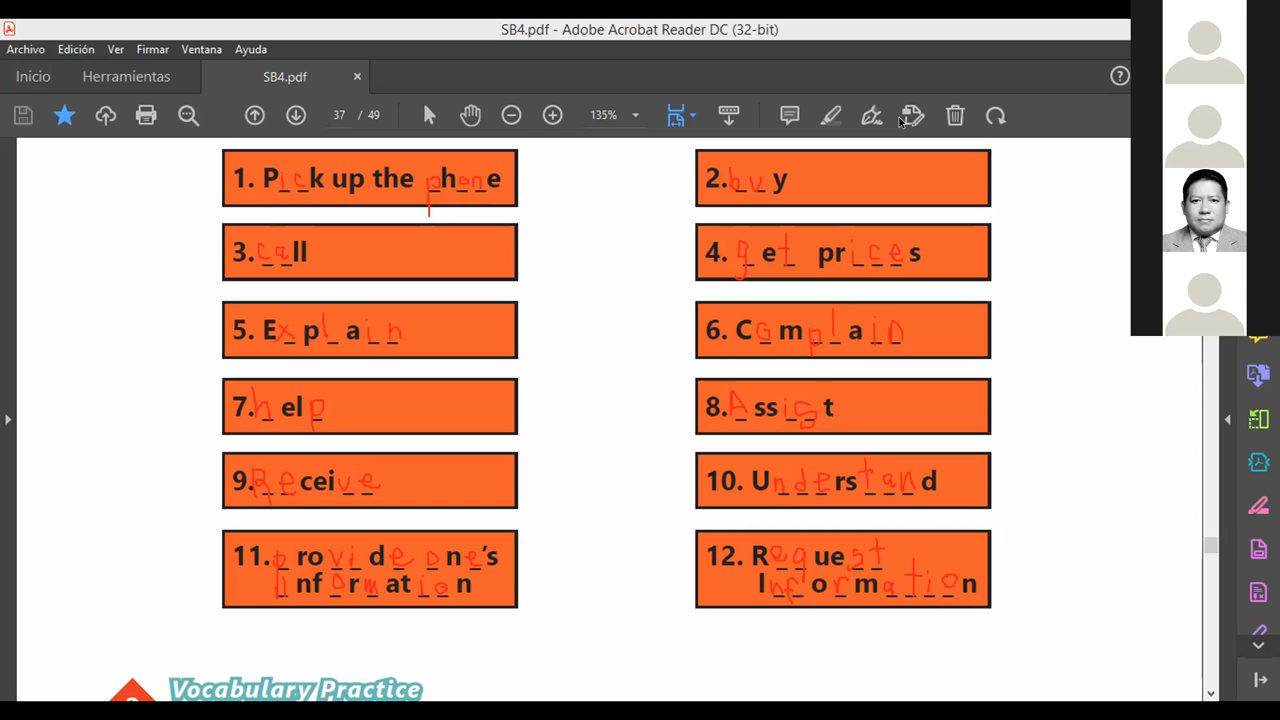 SB4.pdf - Adobe Acrobat Reader DC (32-bit)
Archivo Edición Ver Firmar Ventana Ayuda
Inicio Herramientas SB4.pdf ×
37 / 49 135%
1. Pick up the phone
2. buy
3. call
4. get prices
5. Explain
6. Complain
7. help
8. Assist
9. Receive
10. Understand
11. provide one's
information
12. Request
Information
Vocabulary Practice